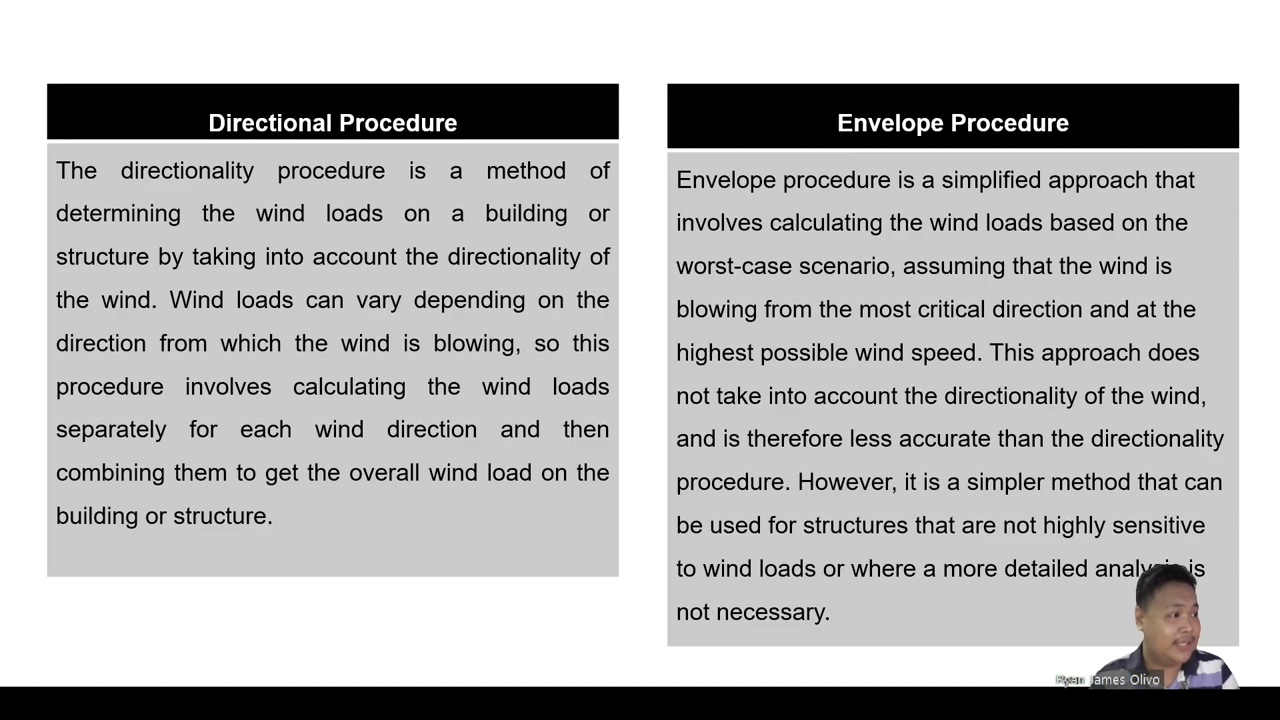 Directional Procedure
The directionality procedure is a method of
determining the wind loads on a building or
structure by taking into account the directionality of
the wind. Wind loads can vary depending on the
direction from which the wind is blowing, so this
procedure involves calculating the wind loads
separately for each wind direction and then
combining them to get the overall wind load on the
building or structure.
Envelope Procedure
Envelope procedure is a simplified approach that
involves calculating the wind loads based on the
worst-case scenario, assuming that the wind is
blowing from the most critical direction and at the
highest possible wind speed. This approach does
not take into account the directionality of the wind,
and is therefore less accurate than the directionality
procedure. However, it is a simpler method that can
be used for structures that are not highly sensitive
to wind loads or where a more detailed analysis is
not necessary.
Ryan James Olivo